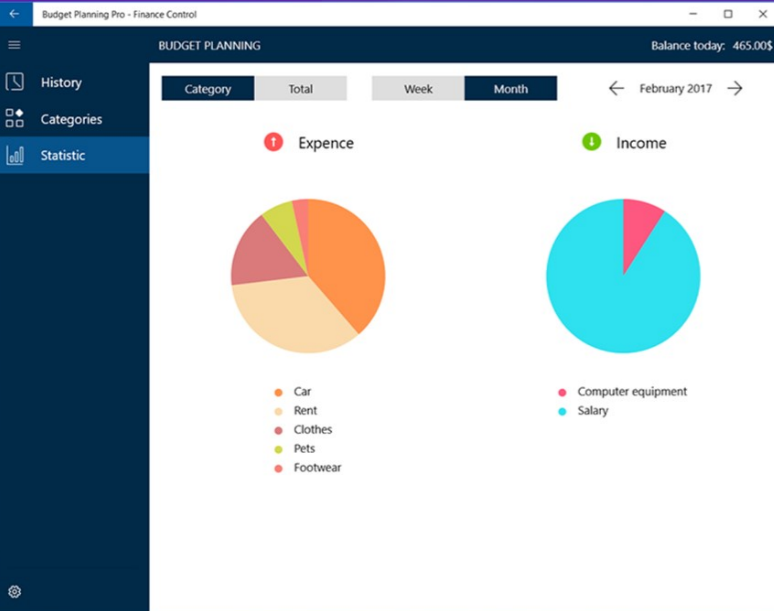 Budget Planning Pro - Finance Control
BUDGET PLANNING
Balance today: 465.00$
History
Categories
Statistic
Category
Total
Week
Month
February 2017
Expence
Income
Car
Rent
Clothes
Pets
Footwear
Computer equipment
Salary